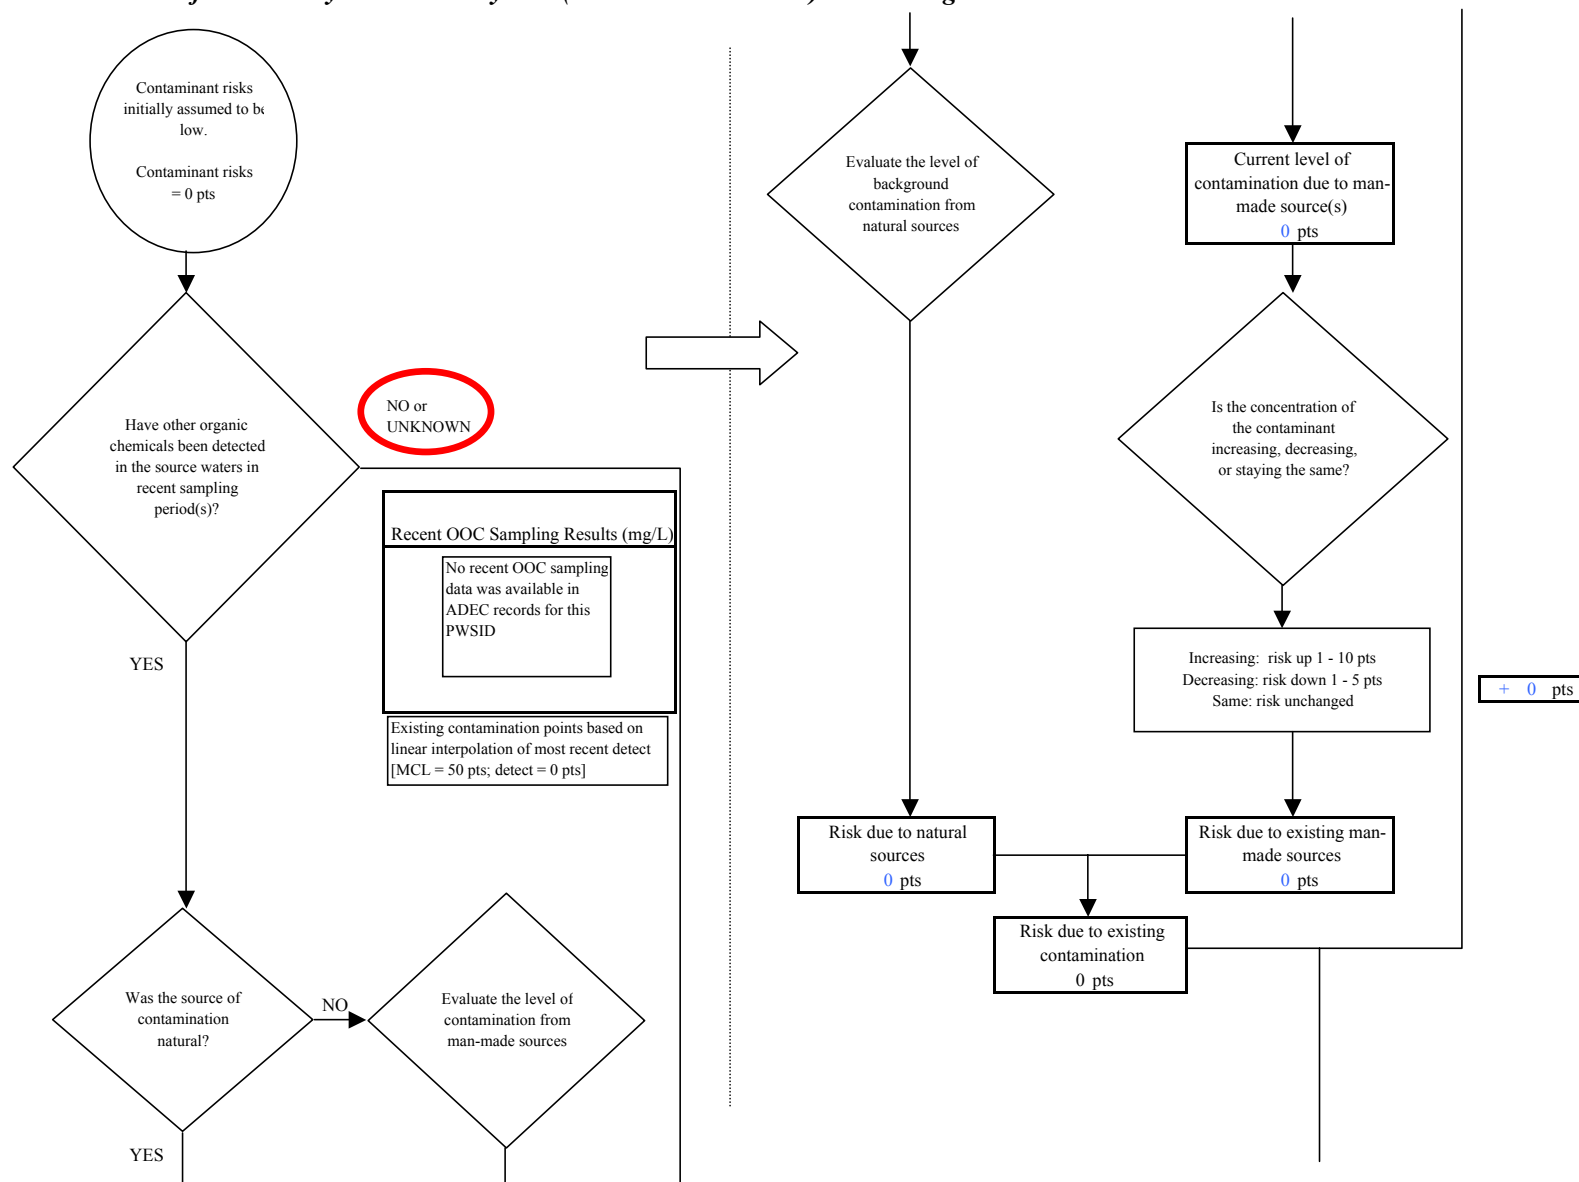 Contaminant risks
initially assumed to be
low.
Contaminant risks
= 0 pts
Have other organic
chemicals been detected
in the source waters in
recent sampling
period(s)?
NO or
UNKNOWN
Recent OOC Sampling Results (mg/L)
No recent OOC sampling
data was available in
ADEC records for this
PWSID
Existing contamination points based on
linear interpolation of most recent detect
[MCL = 50 pts; detect = 0 pts]
YES
Was the source of
contamination
natural?
NO
Evaluate the level of
contamination from
man-made sources
YES
Evaluate the level of
background
contamination from
natural sources
Current level of
contamination due to man-
made source(s)
0 pts
Is the concentration of
the contaminant
increasing, decreasing,
or staying the same?
Increasing: risk up 1 - 10 pts
Decreasing: risk down 1 - 5 pts
Same: risk unchanged
+ 0 pts
Risk due to natural
sources
0 pts
Risk due to existing man-
made sources
0 pts
Risk due to existing
contamination
0 pts